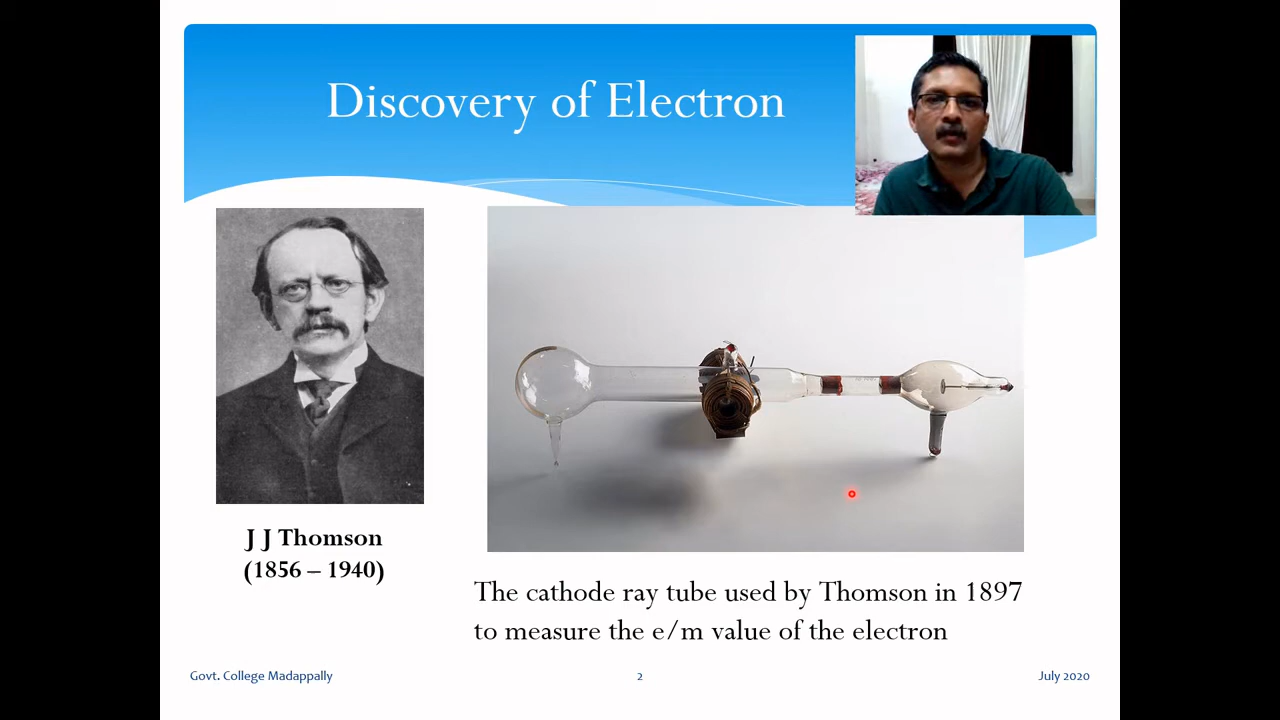 Discovery of Electron
J J Thomson
(1856 – 1940)
The cathode ray tube used by Thomson in 1897
to measure the e/m value of the electron
Govt. College Madappally
2
July 2020